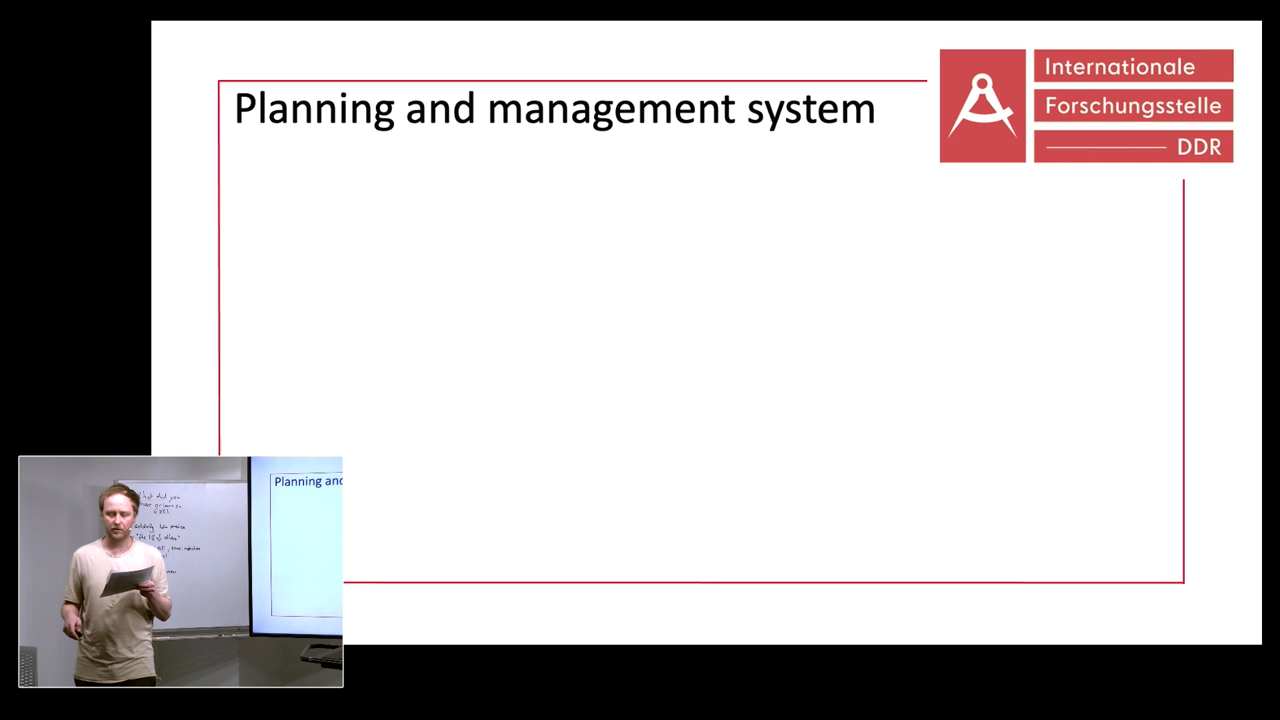 Planning and management system
Internationale
Forschungsstelle
DDR
Planning and